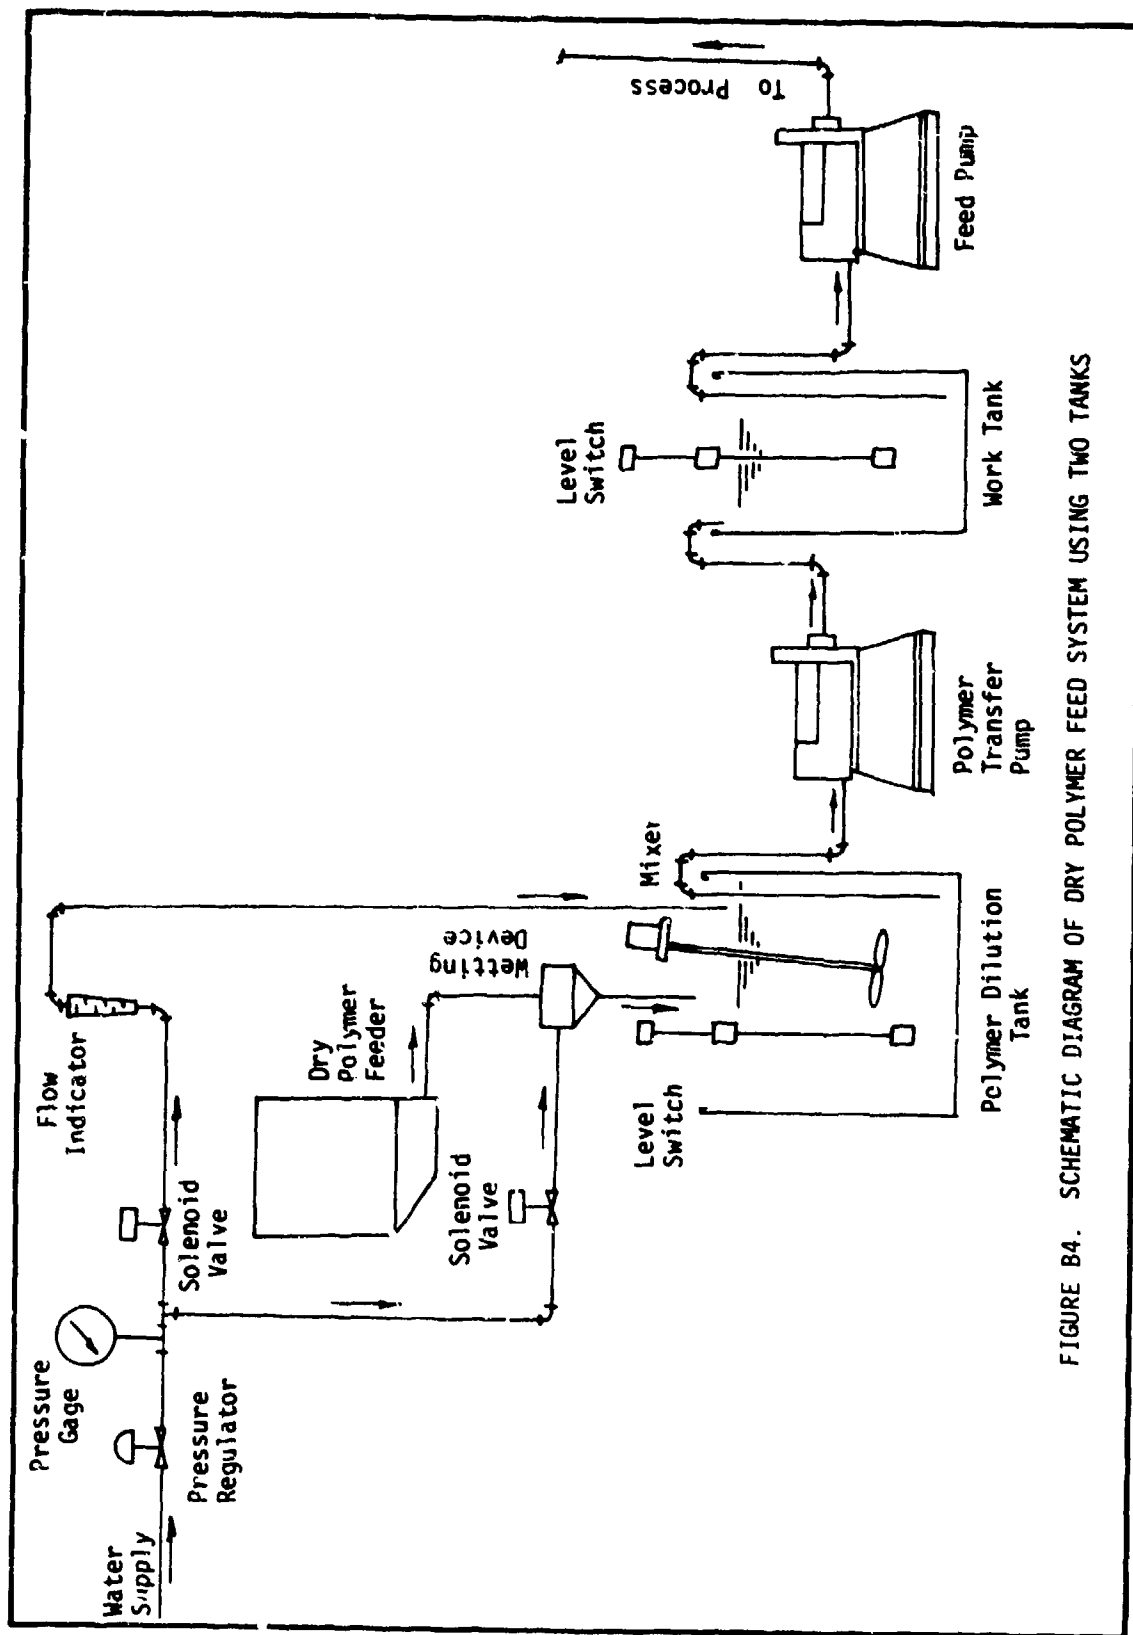 Water
Supply
Pressure
Regulator
Pressure
Gage
Solenoid
Valve
Flow
Indicator
Dry
Polymer
Feeder
Solenoid
Valve
Wetting
Device
Level
Switch
Mixer
Polymer Dilution
Tank
Polymer
Transfer
Pump
Level
Switch
Work Tank
Feed Pump
To Process
FIGURE B4. SCHEMATIC DIAGRAM OF DRY POLYMER FEED SYSTEM USING TWO TANKS